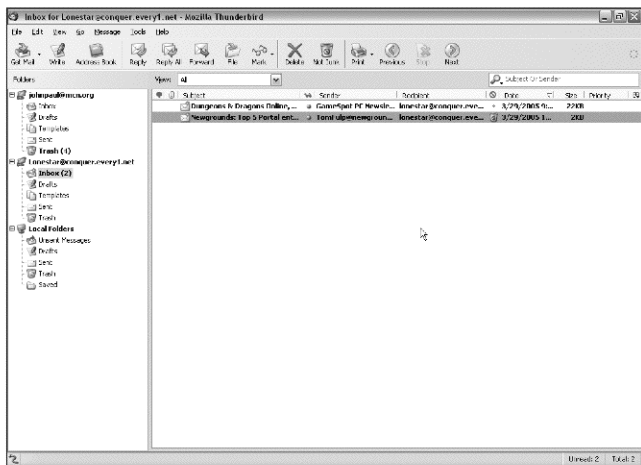 Inbox for Lonestar@conquer.every1.net - Mozilla Thunderbird
File Edit View Go Message Tools Help
Get Mail Write Address Book Reply Reply All Forward File Mark Delete Not Junk Print Previous Stop Next
Folders View: All Subject Or Sender
Subject Sender Recipient Date Size Priority
johnpaul@mcn.org
Inbox
Drafts
Templates
Sent
Trash (4)
Lonestar@conquer.every1.net
Inbox (2)
Drafts
Templates
Sent
Trash
Local Folders
Unsent Messages
Drafts
Sent
Trash
Saved
Dungeons & Dragons Online, ... GameSpot PC Newsle... lonestar@conquer.eve... 3/29/2005 9:... 22KB
Newgrounds: Top 5 Portal ent... TomFulp@newgroun... lonestar@conquer.eve... 3/29/2005 1... 2KB
Unread: 2 Total: 2